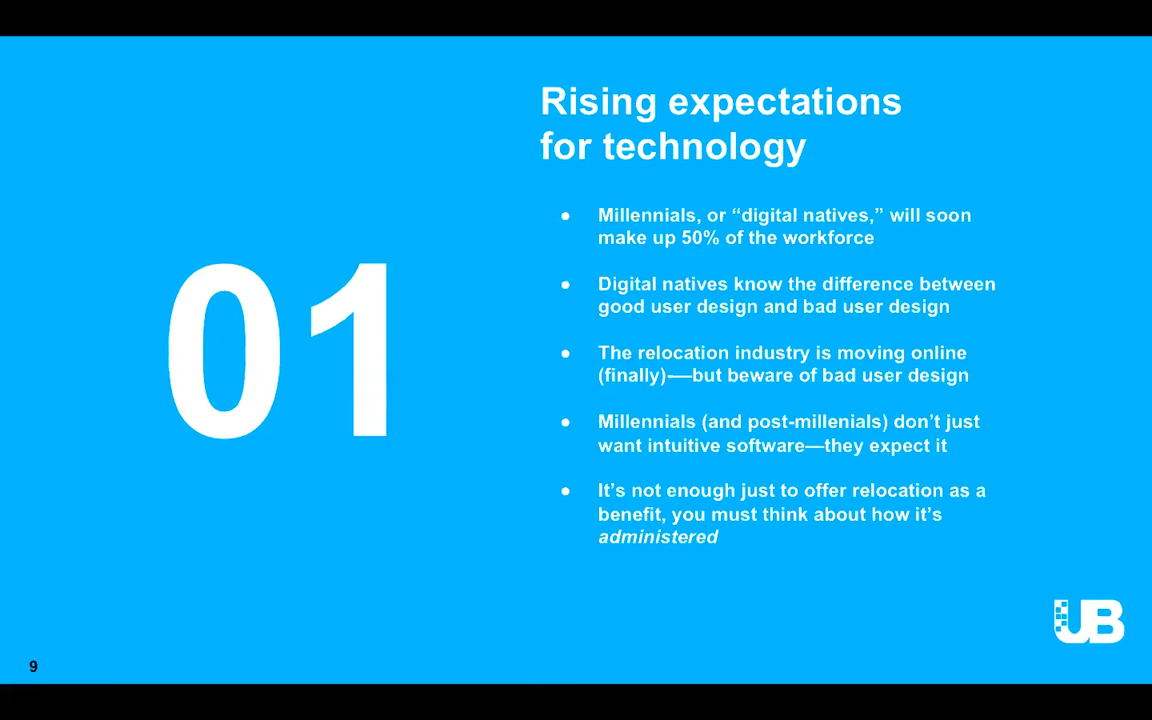 Rising expectations
for technology
01
● Millennials, or “digital natives,” will soon
make up 50% of the workforce
● Digital natives know the difference between
good user design and bad user design
● The relocation industry is moving online
(finally)-—but beware of bad user design
● Millennials (and post-millenials) don’t just
want intuitive software—they expect it
● It’s not enough just to offer relocation as a
benefit, you must think about how it’s
administered
UB
9